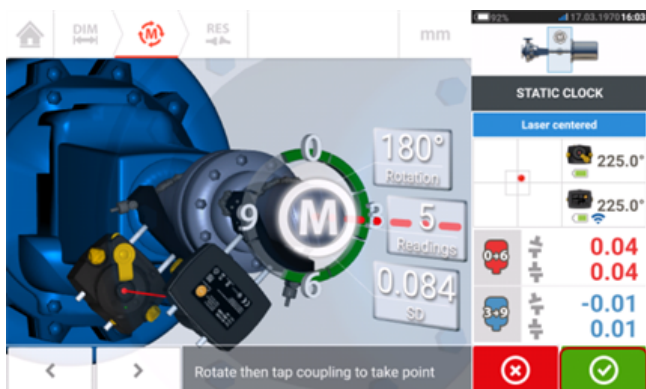 DIM
M
RES
mm
92%
17.03.1970 16:03
STATIC CLOCK
Laser centered
225.0°
225.0°
0
3
6
9
M
180°
Rotation
5
Readings
0.084
SD
0+6
0.04
0.04
3+9
-0.01
0.01
Rotate then tap coupling to take point